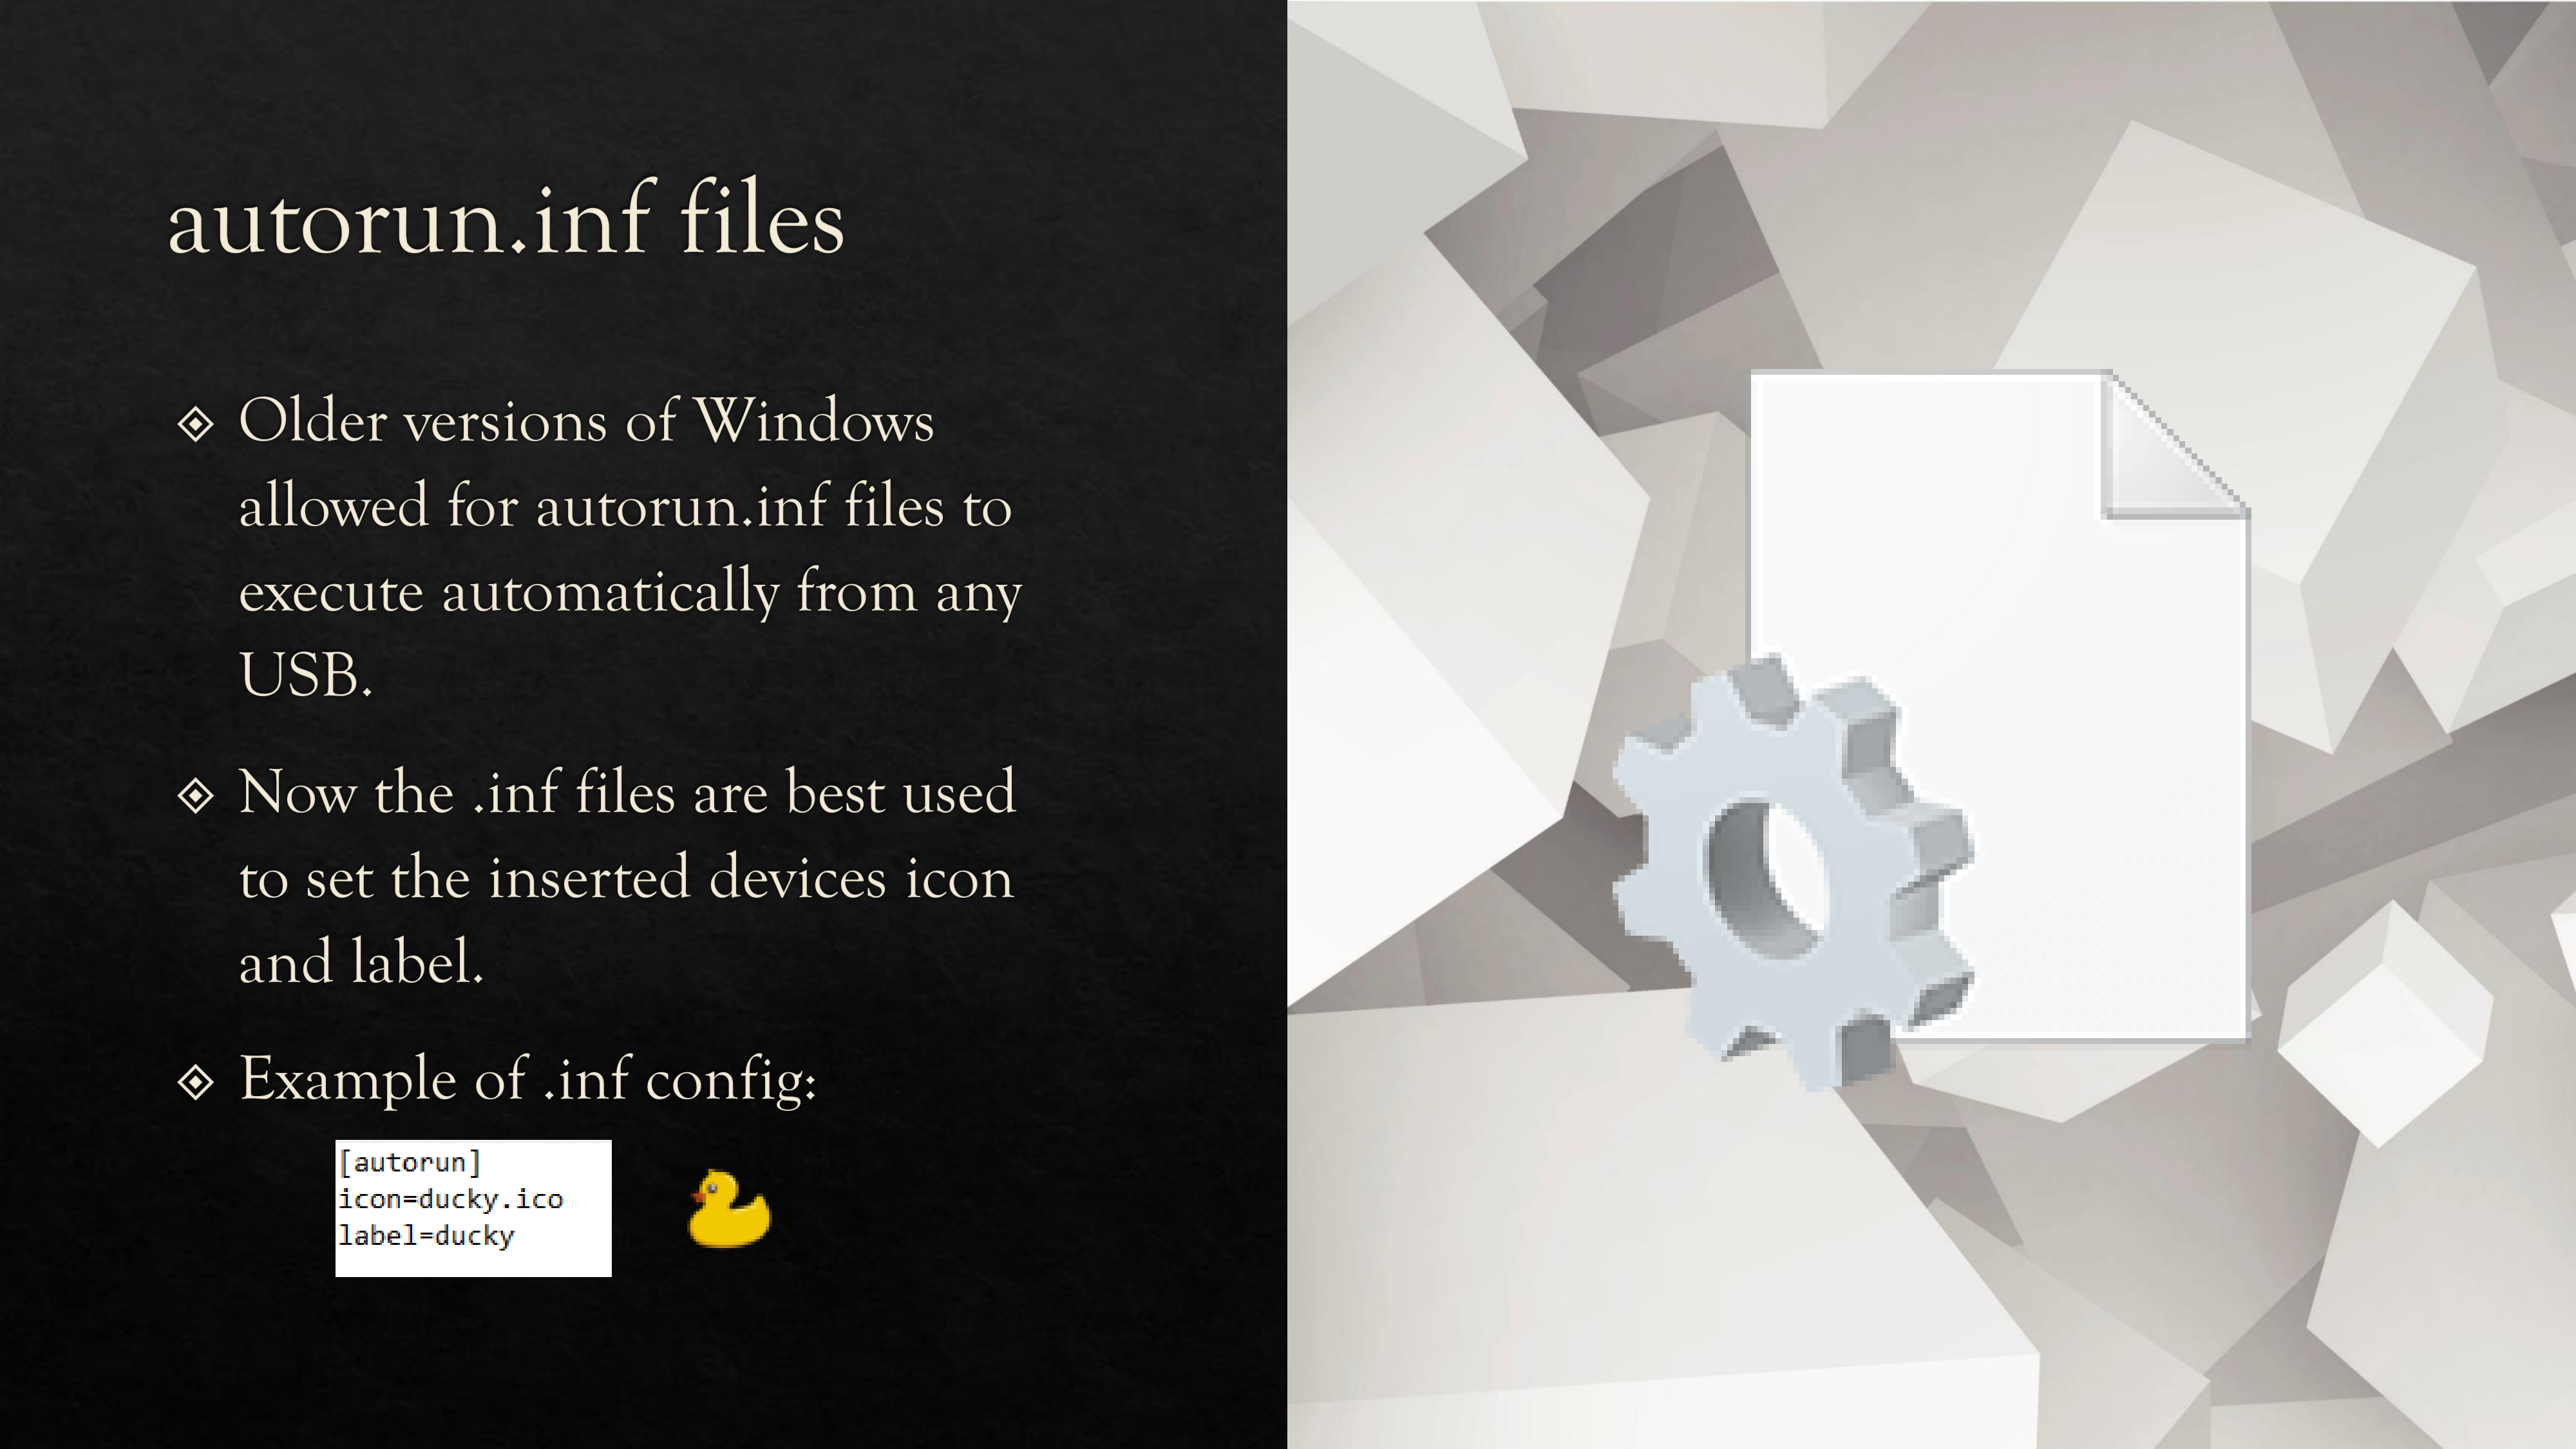 autorun.inf files
Older versions of Windows
allowed for autorun.inf files to
execute automatically from any
USB.
Now the .inf files are best used
to set the inserted devices icon
and label.
Example of .inf config:
[autorun]
icon=ducky.ico
label=ducky